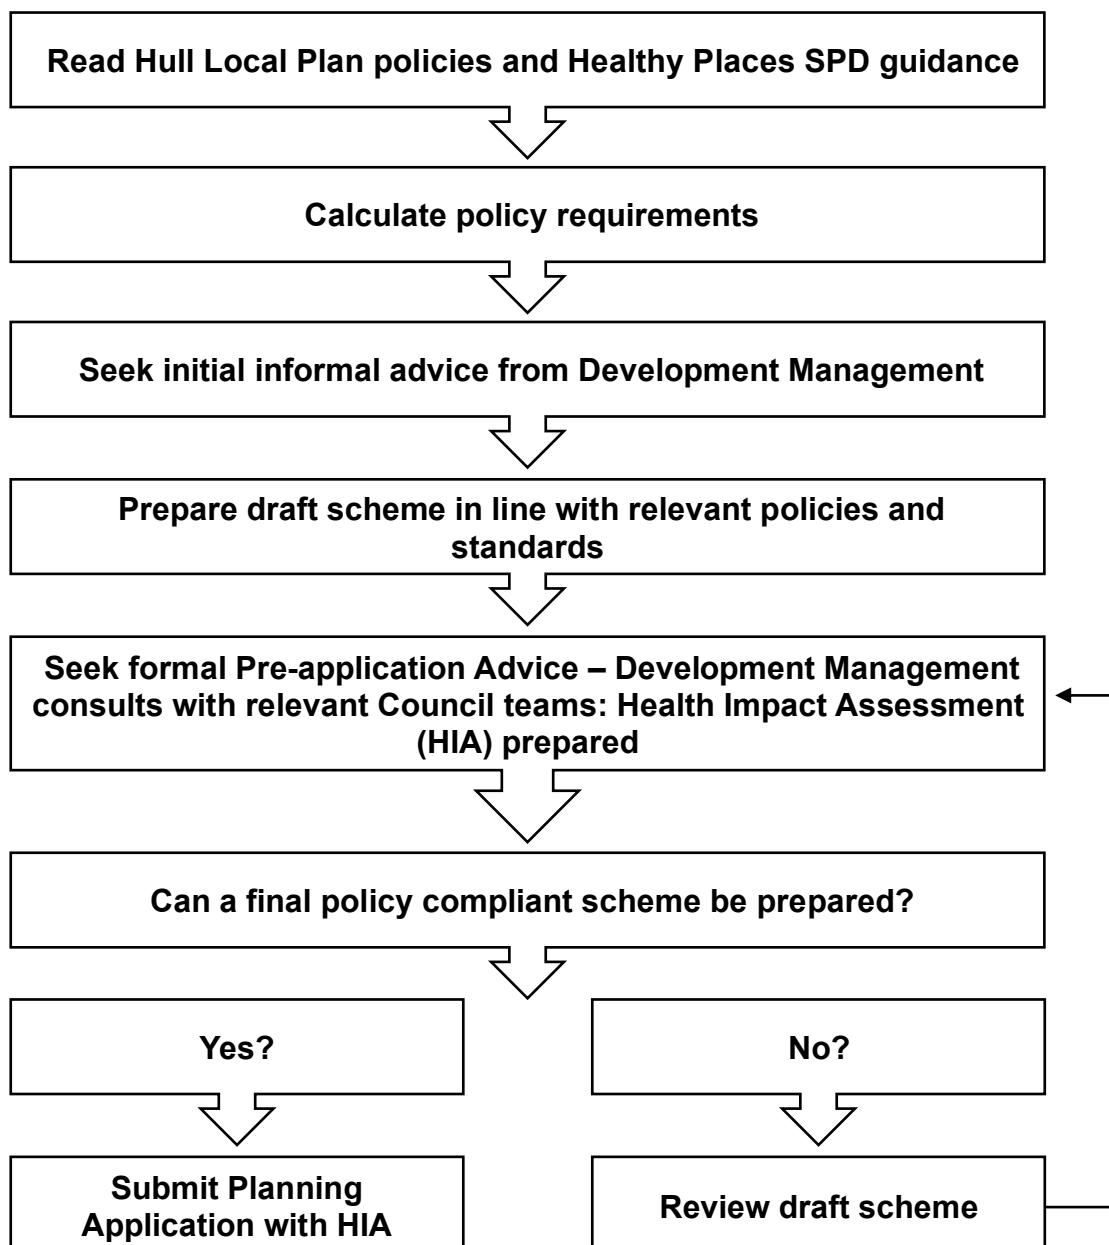 Read Hull Local Plan policies and Healthy Places SPD guidance
Calculate policy requirements
Seek initial informal advice from Development Management
Prepare draft scheme in line with relevant policies and
standards
Seek formal Pre-application Advice – Development Management
consults with relevant Council teams: Health Impact Assessment
(HIA) prepared
Can a final policy compliant scheme be prepared?
Yes?
No?
Submit Planning
Application with HIA
Review draft scheme